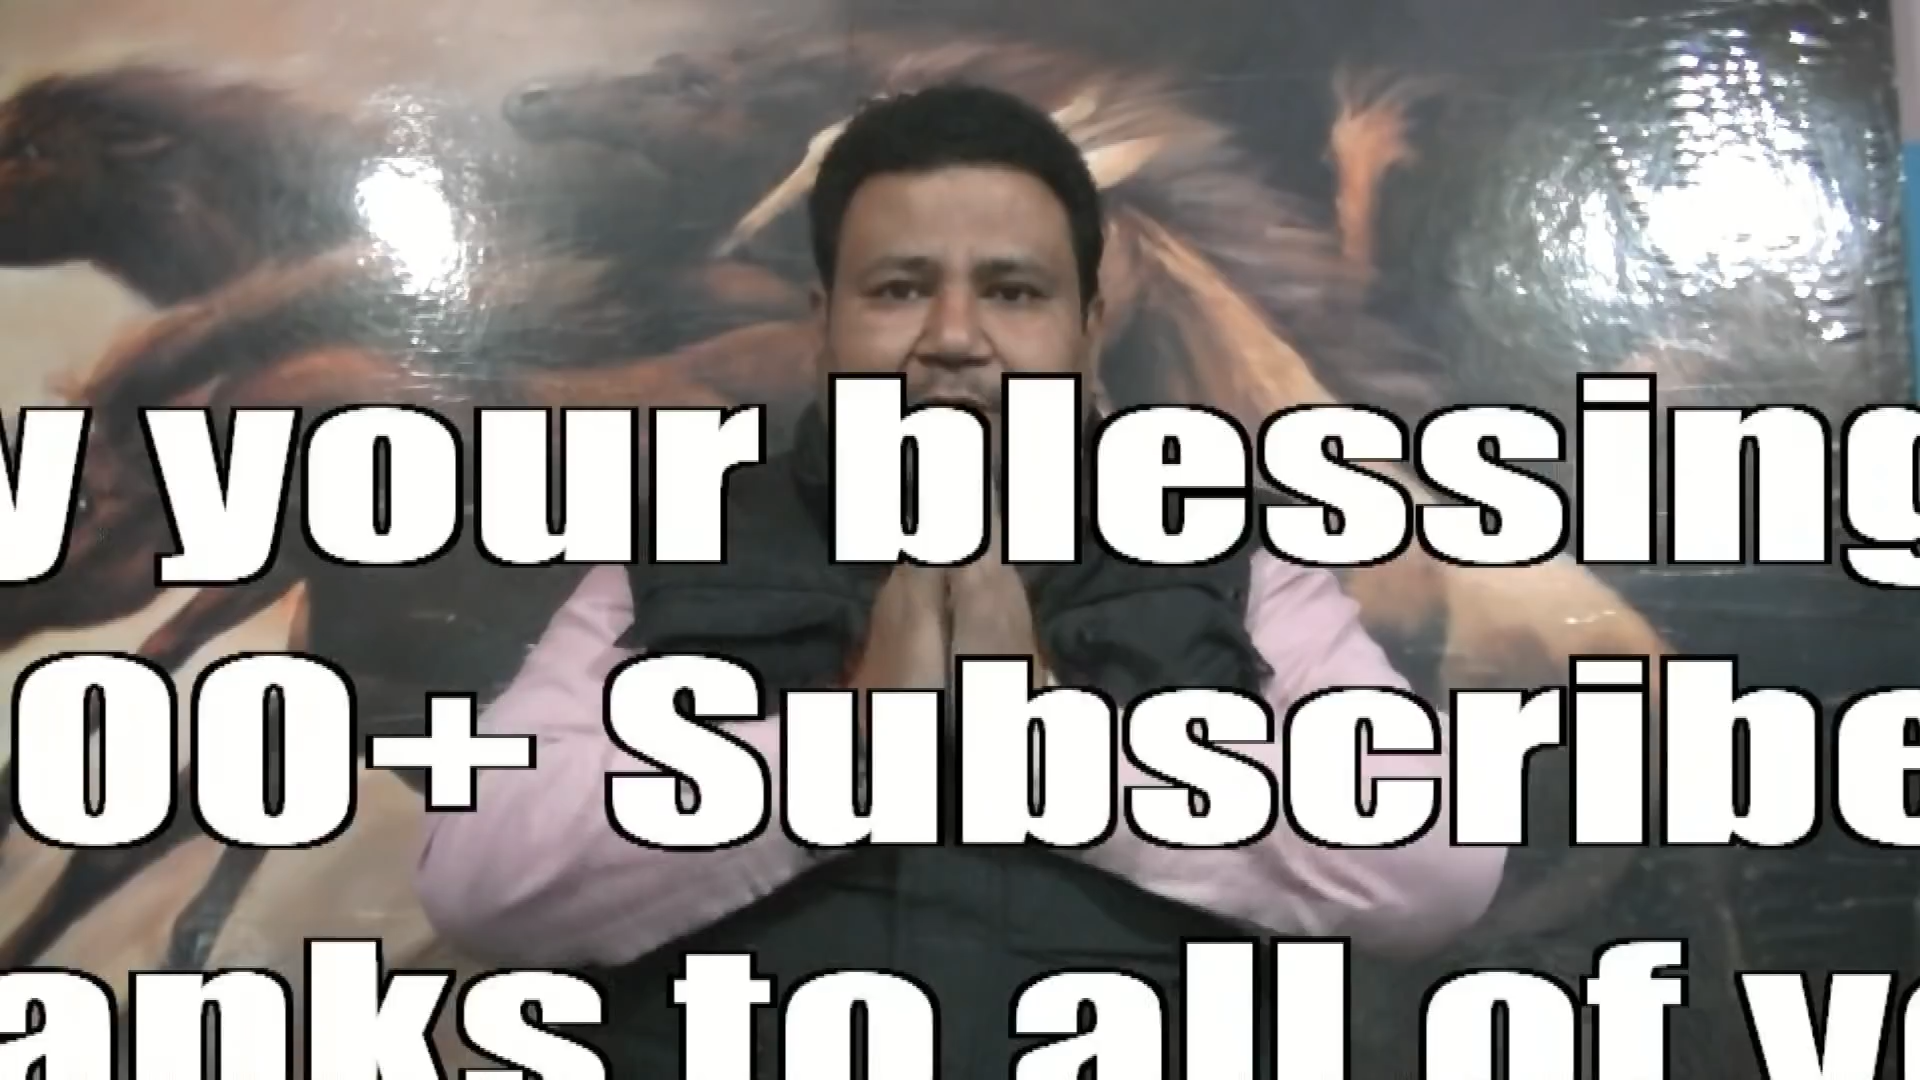 y your blessing
00+ Subscribe
anks to all of y